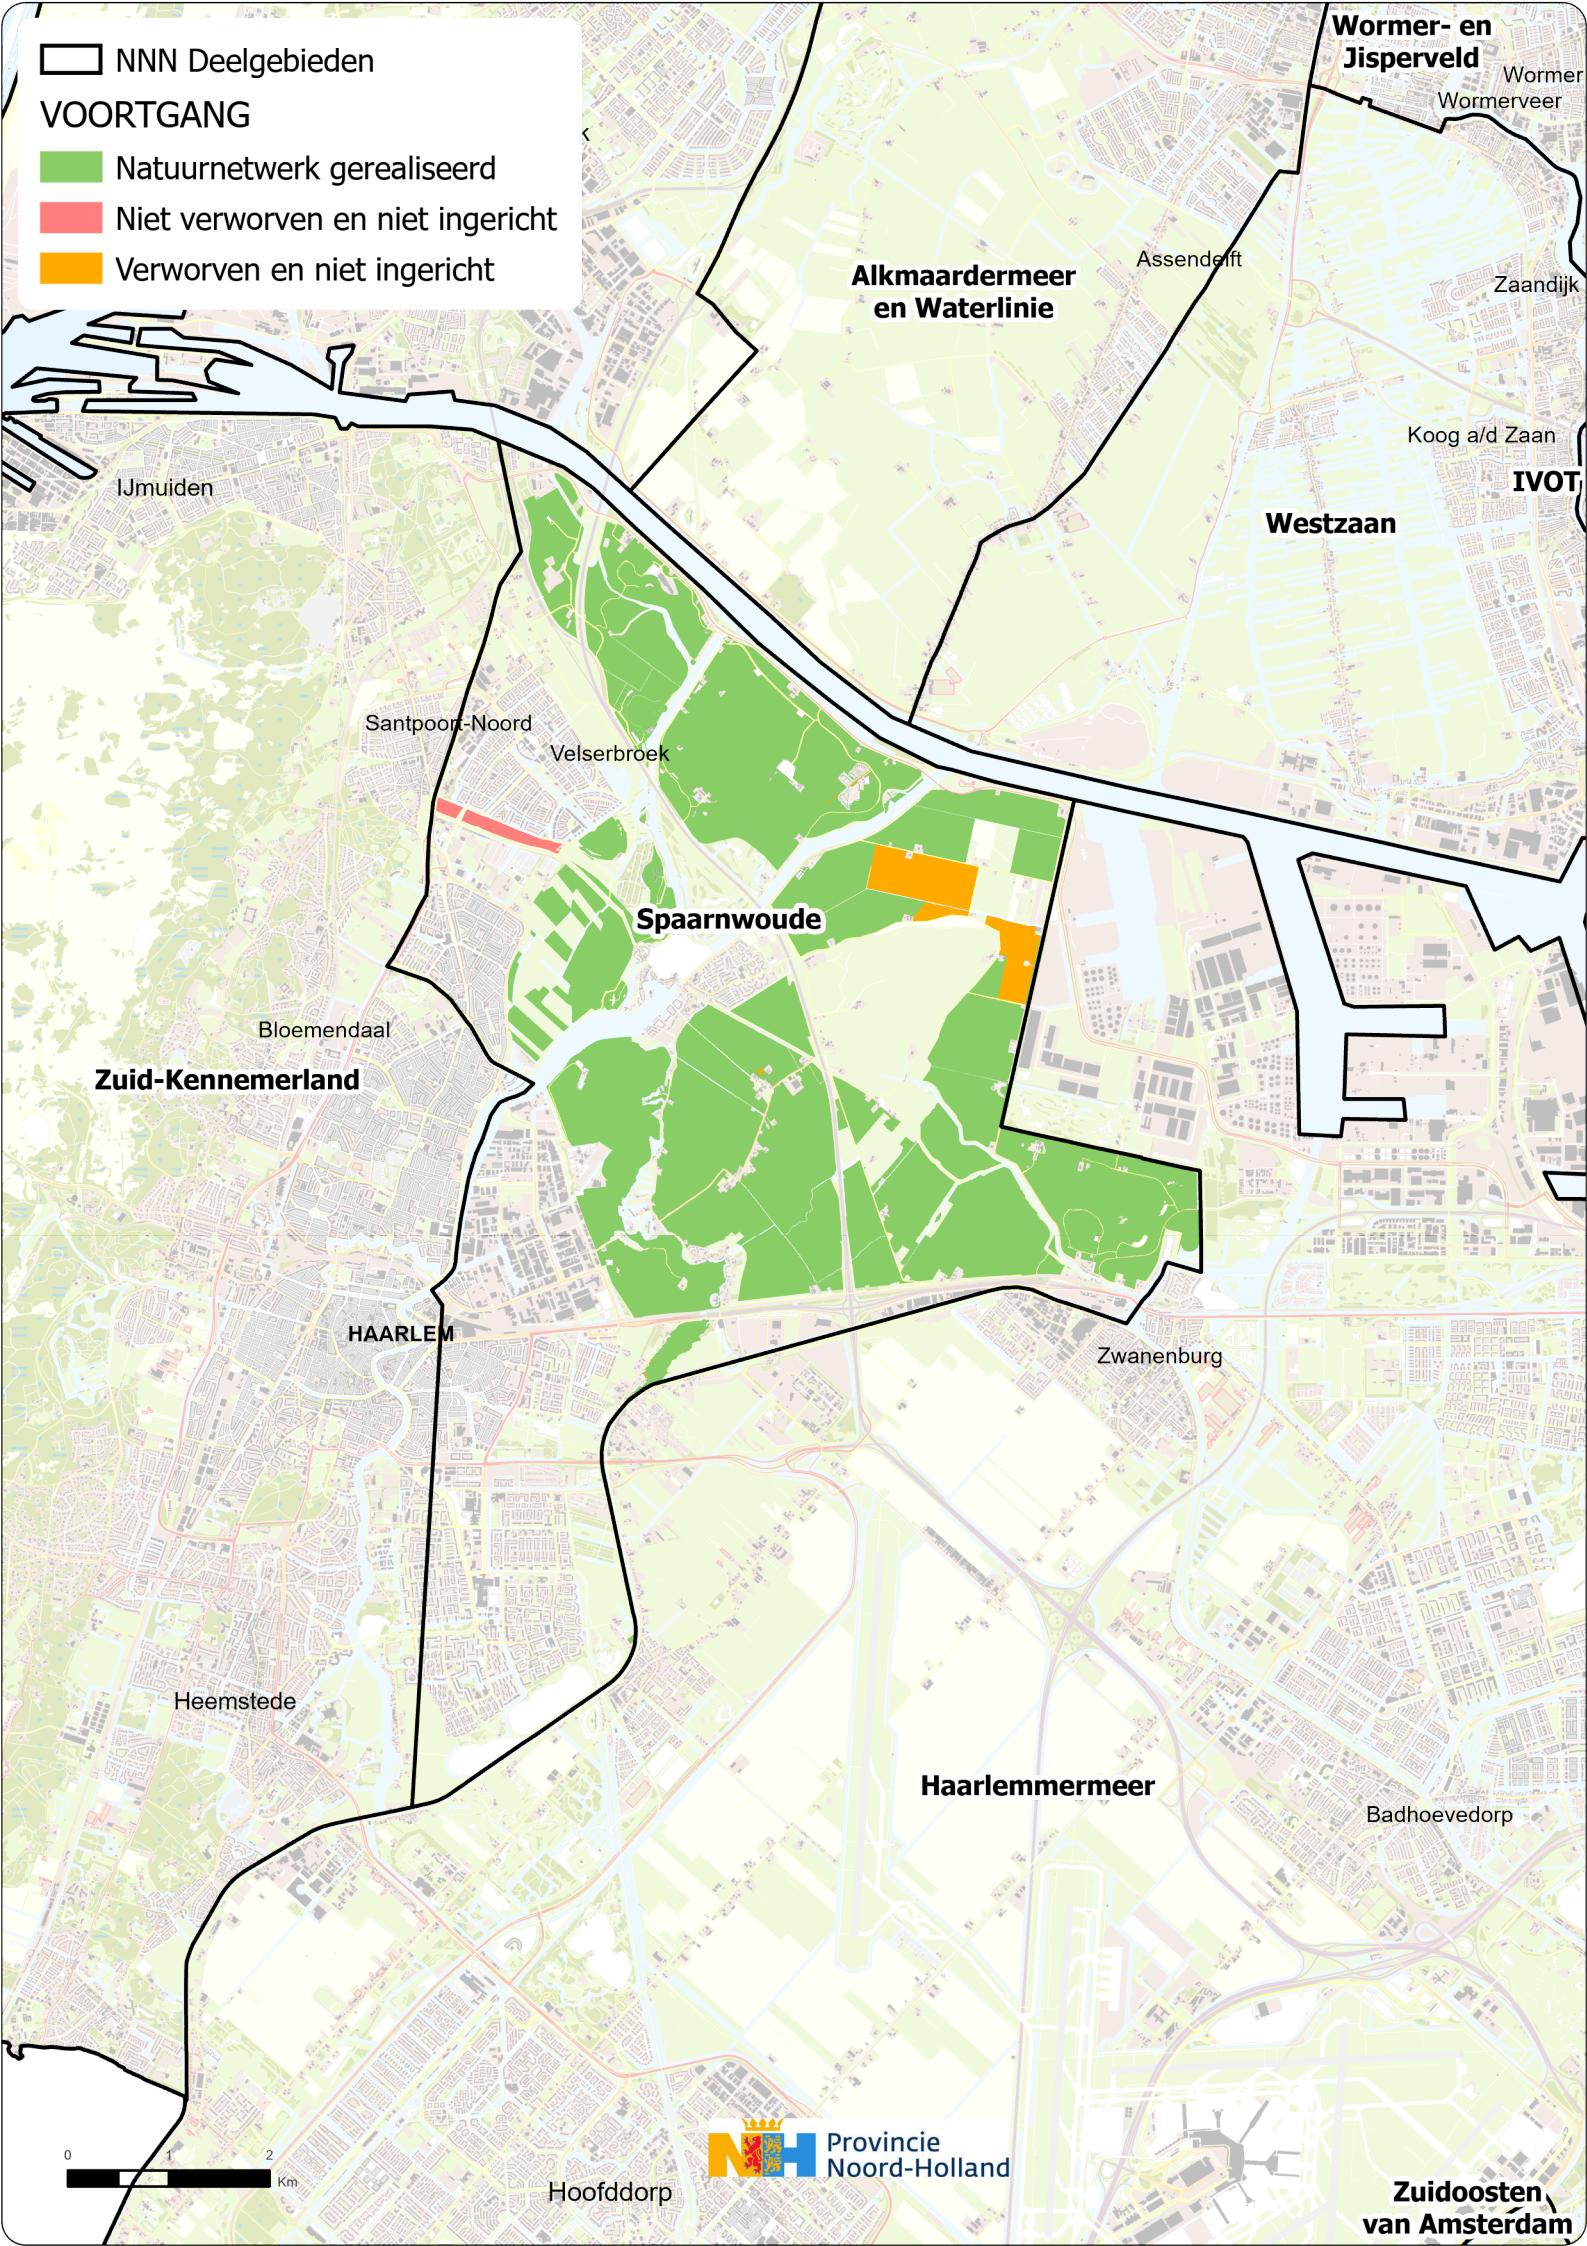 NNN Deelgebieden
VOORTGANG
Natuurnetwerk gerealiseerd
Niet verworven en niet ingericht
Verworven en niet ingericht
k
Wormer- en
Jisperveld
Wormer
Wormerveer
Alkmaardermeer
en Waterlinie
Assendelft
Zaandijk
Koog a/d Zaan
IVOT
IJmuiden
Westzaan
Santpoort-Noord
Velserbroek
Spaarnwoude
Bloemendaal
Zuid-Kennemerland
HAARLEM
Zwanenburg
Heemstede
Haarlemmermeer
Badhoevedorp
0 1 2
Km
NH
Provincie
Noord-Holland
Hoofddorp
Zuidoosten
van Amsterdam